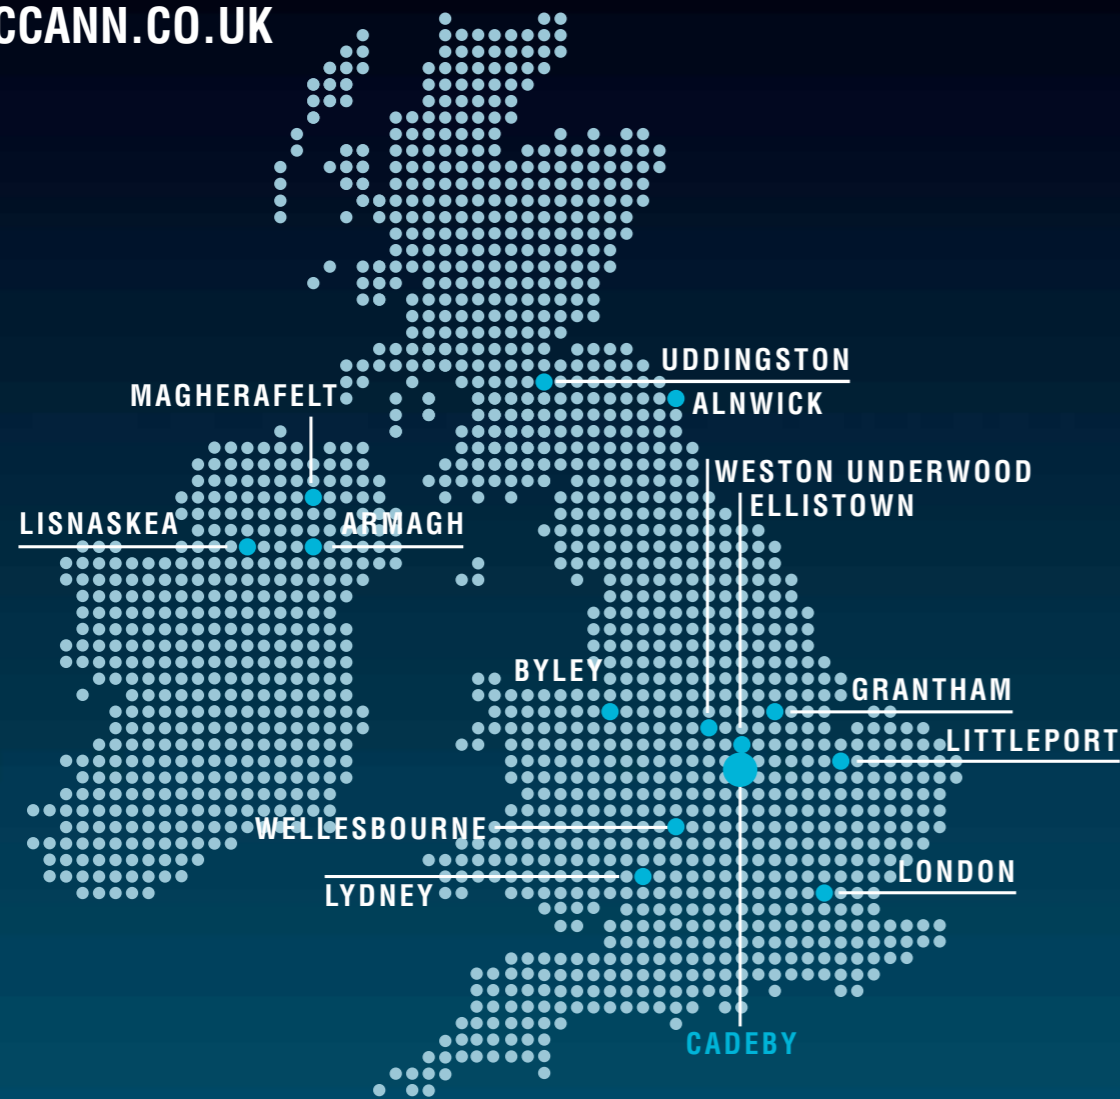 CCANN.CO.UK
UDDINGSTON
MAGHERAFELT
ALNWICK
WESTON UNDERWOOD
ELLISTOWN
LISNASKEA
ARMAGH
BYLEY
GRANTHAM
LITTLEPORT
WELLESBOURNE
LONDON
LYDNEY
CADEBY